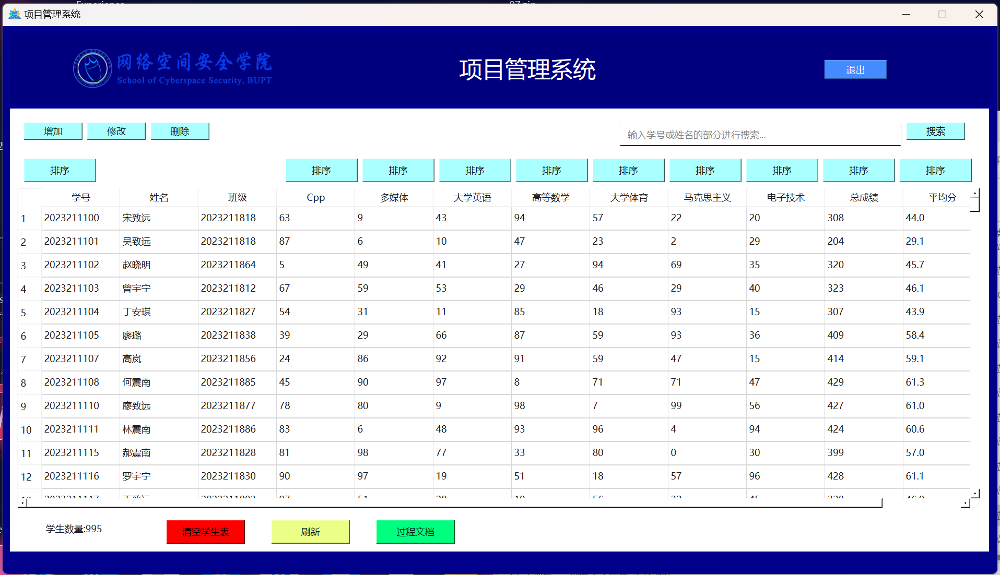 项目管理系统
网络空间安全学院
School of Cyberspace Security, BUPT
项目管理系统
退出
增加 修改 删除 输入学号或姓名的部分进行搜索... 搜索
排序 排序 排序 排序 排序 排序 排序 排序 排序 排序
学号 姓名 班级 Cpp 多媒体 大学英语 高等数学 大学体育 马克思主义 电子技术 总成绩 平均分
1 2023211100 宋致远 2023211818 63 9 43 94 57 22 20 308 44.0
2 2023211101 吴致远 2023211818 87 6 10 47 23 2 29 204 29.1
3 2023211102 赵晓明 2023211864 5 49 41 27 94 69 35 320 45.7
4 2023211103 曾宇宁 2023211812 67 59 53 29 46 29 40 323 46.1
5 2023211104 丁安琪 2023211827 54 31 11 85 18 93 15 307 43.9
6 2023211105 廖璐 2023211838 39 29 66 87 59 93 36 409 58.4
7 2023211107 高岚 2023211856 24 86 92 91 59 47 15 414 59.1
8 2023211108 何震南 2023211885 45 90 97 8 71 71 47 429 61.3
9 2023211110 廖致远 2023211877 78 80 9 98 7 99 56 427 61.0
10 2023211111 林震南 2023211886 83 6 48 93 96 4 94 424 60.6
11 2023211115 郝震南 2023211828 81 98 77 33 80 0 30 399 57.0
12 2023211116 罗宇宁 2023211830 90 97 19 51 18 57 96 428 61.1
学生数量:995
清空学生表 刷新 过程文档